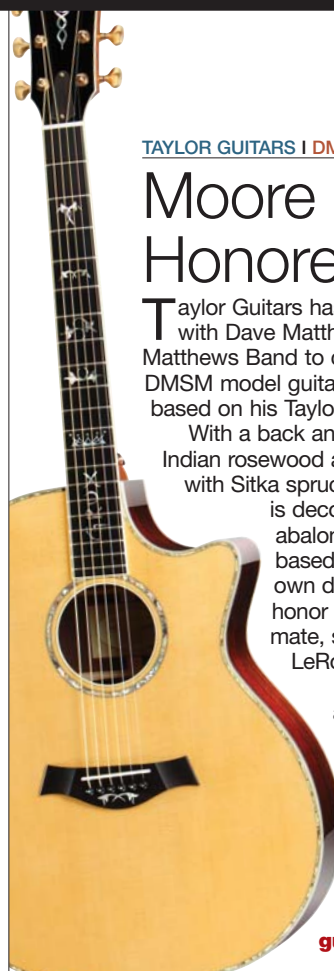 TAYLOR GUITARS I DM
Moore
Honore
Taylor Guitars ha
with Dave Matth
Matthews Band to c
DMSM model guita
based on his Taylo
With a back an
Indian rosewood a
with Sitka spruc
is deco
abalon
based
own d
honor
mate, s
LeRo
a
gu